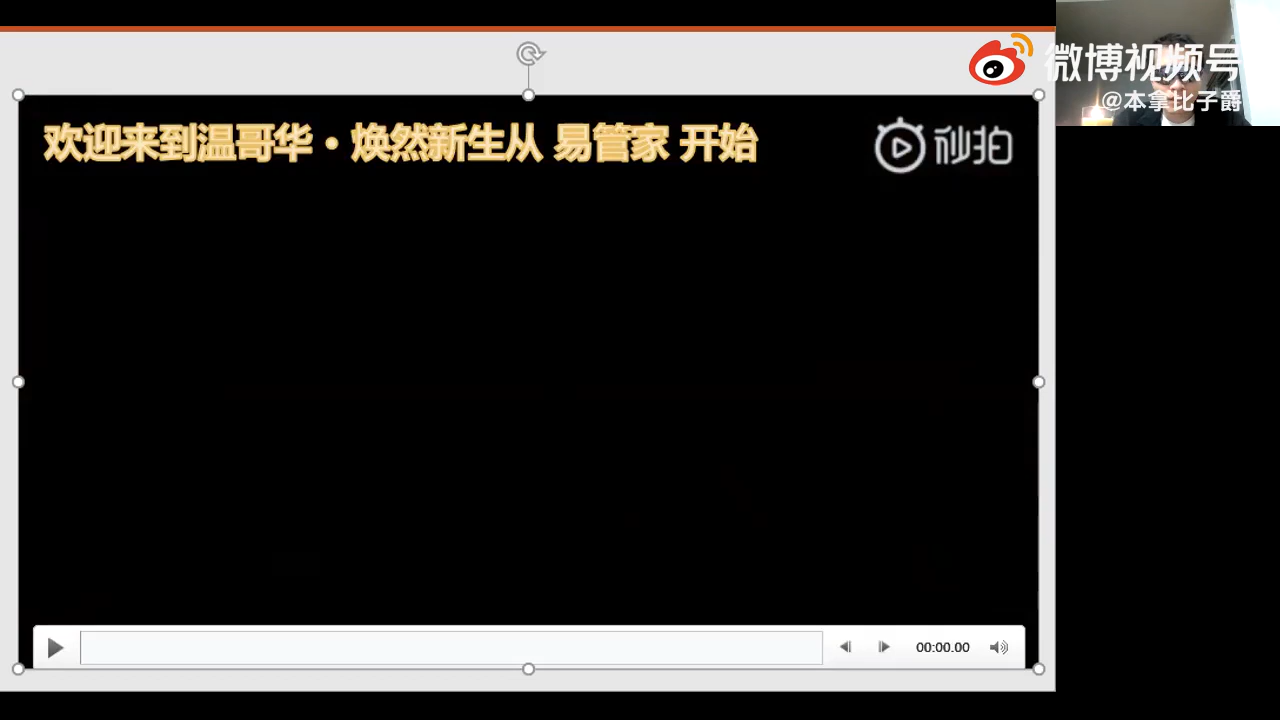 微博视频号
@本拿比子爵
欢迎来到温哥华·焕然新生从 易管家 开始
秒拍
00:00.00